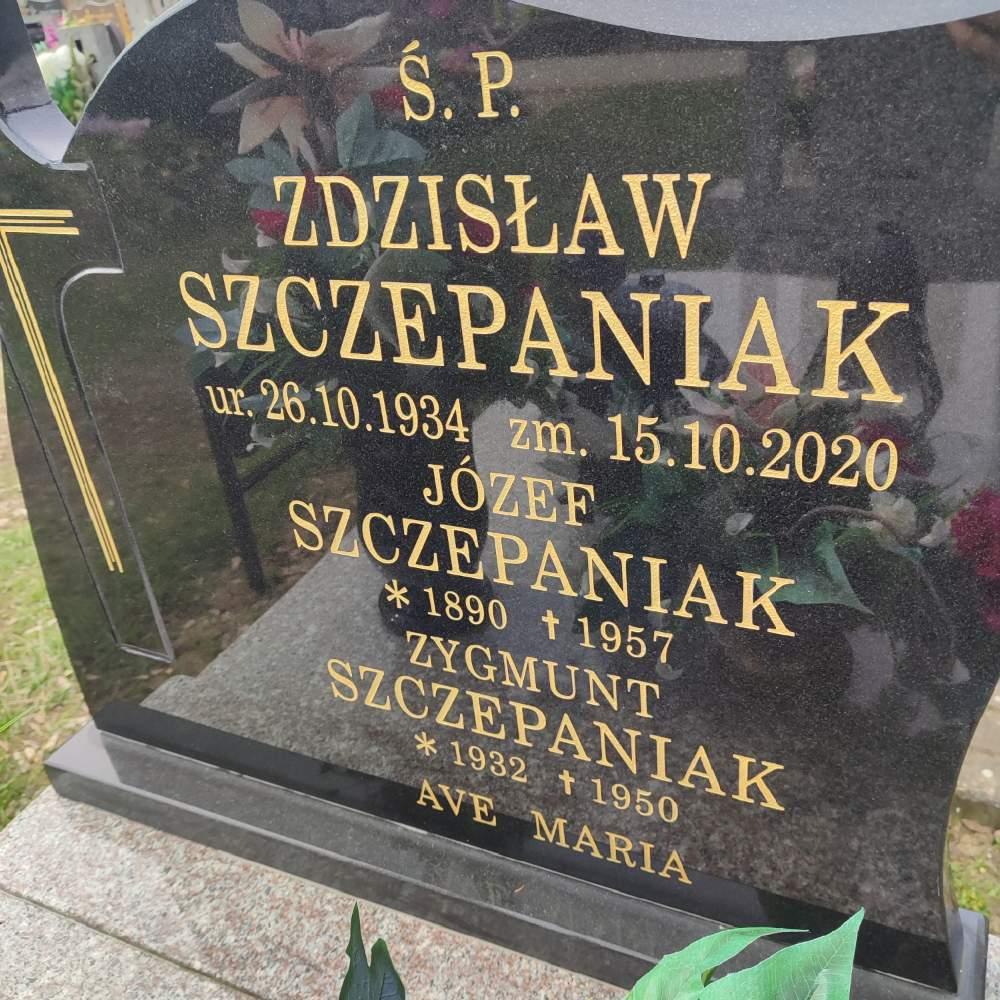 Ś. P.
ZDZISŁAW
SZCZEPANIAK
ur. 26.10.1934 zm. 15.10.2020
JÓZEF
SZCZEPANIAK
* 1890 † 1957
ZYGMUNT
SZCZEPANIAK
* 1932 † 1950
AVE MARIA